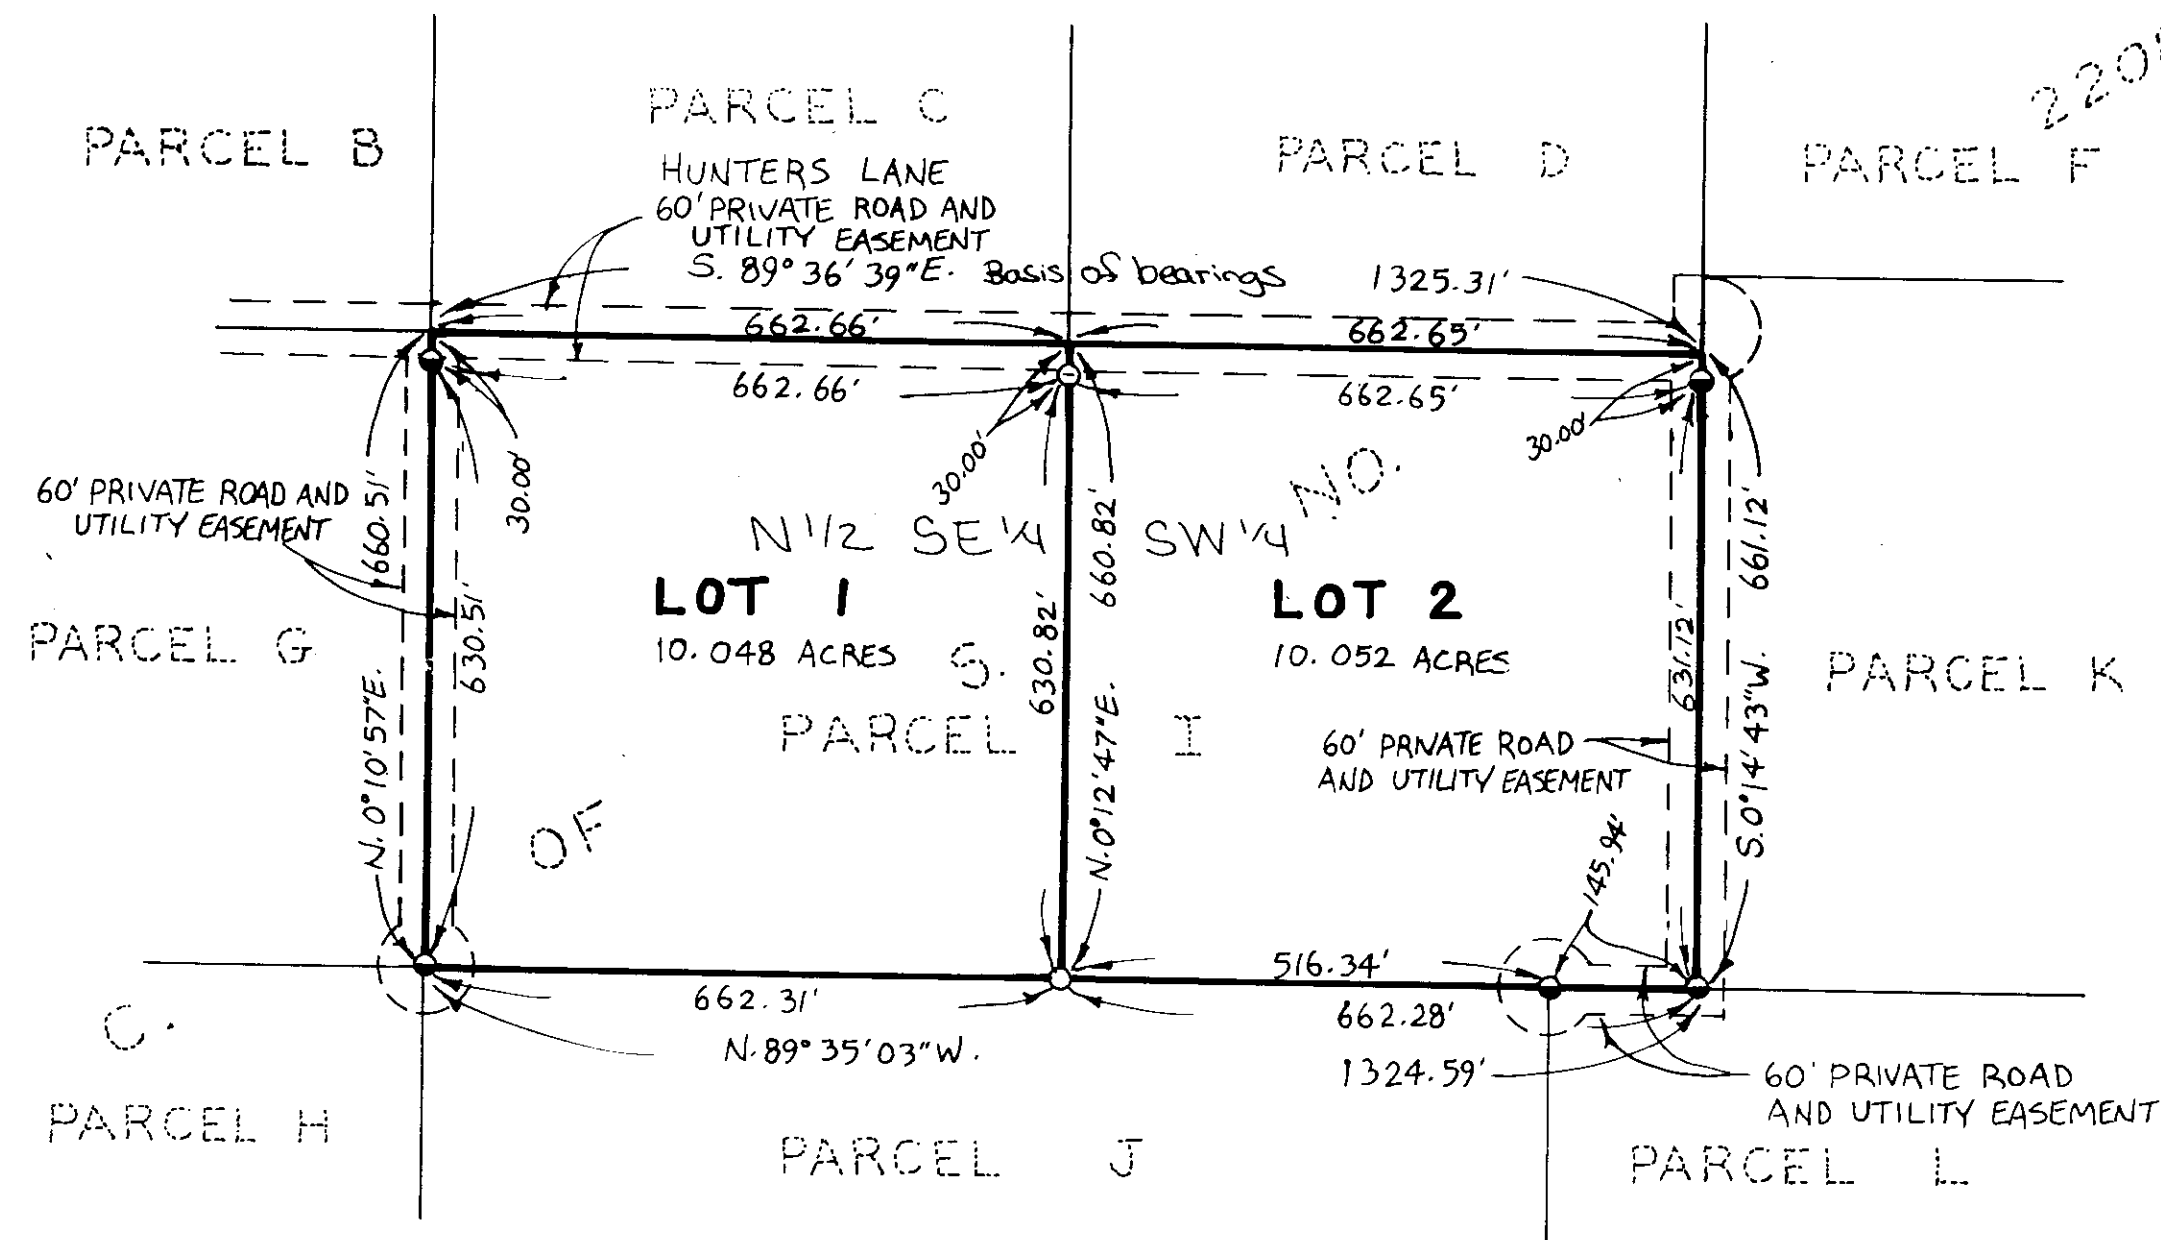 220
PARCEL B
PARCEL C
PARCEL D
PARCEL F
HUNTERS LANE
60' PRIVATE ROAD AND
UTILITY EASEMENT
S. 89° 36' 39" E. Basis of bearings
1325.31'
662.66'
662.65'
662.66'
662.65'
30.00'
30.00'
30.00'
NO.
60' PRIVATE ROAD AND
UTILITY EASEMENT
660.51'
630.51'
N. 0° 10' 57" E.
N 1/2 SE 1/4 SW 1/4
LOT 1
10.048 ACRES
S.
630.82'
660.82'
N. 0° 12' 47" E.
LOT 2
10.052 ACRES
631.12'
661.12'
S. 0° 14' 43" W.
PARCEL G
PARCEL I
PARCEL K
60' PRIVATE ROAD
AND UTILITY EASEMENT
OF
145.94'
516.34'
662.31'
662.28'
N. 89° 35' 03" W.
1324.59'
60' PRIVATE ROAD
AND UTILITY EASEMENT
C.
PARCEL H
PARCEL J
PARCEL L